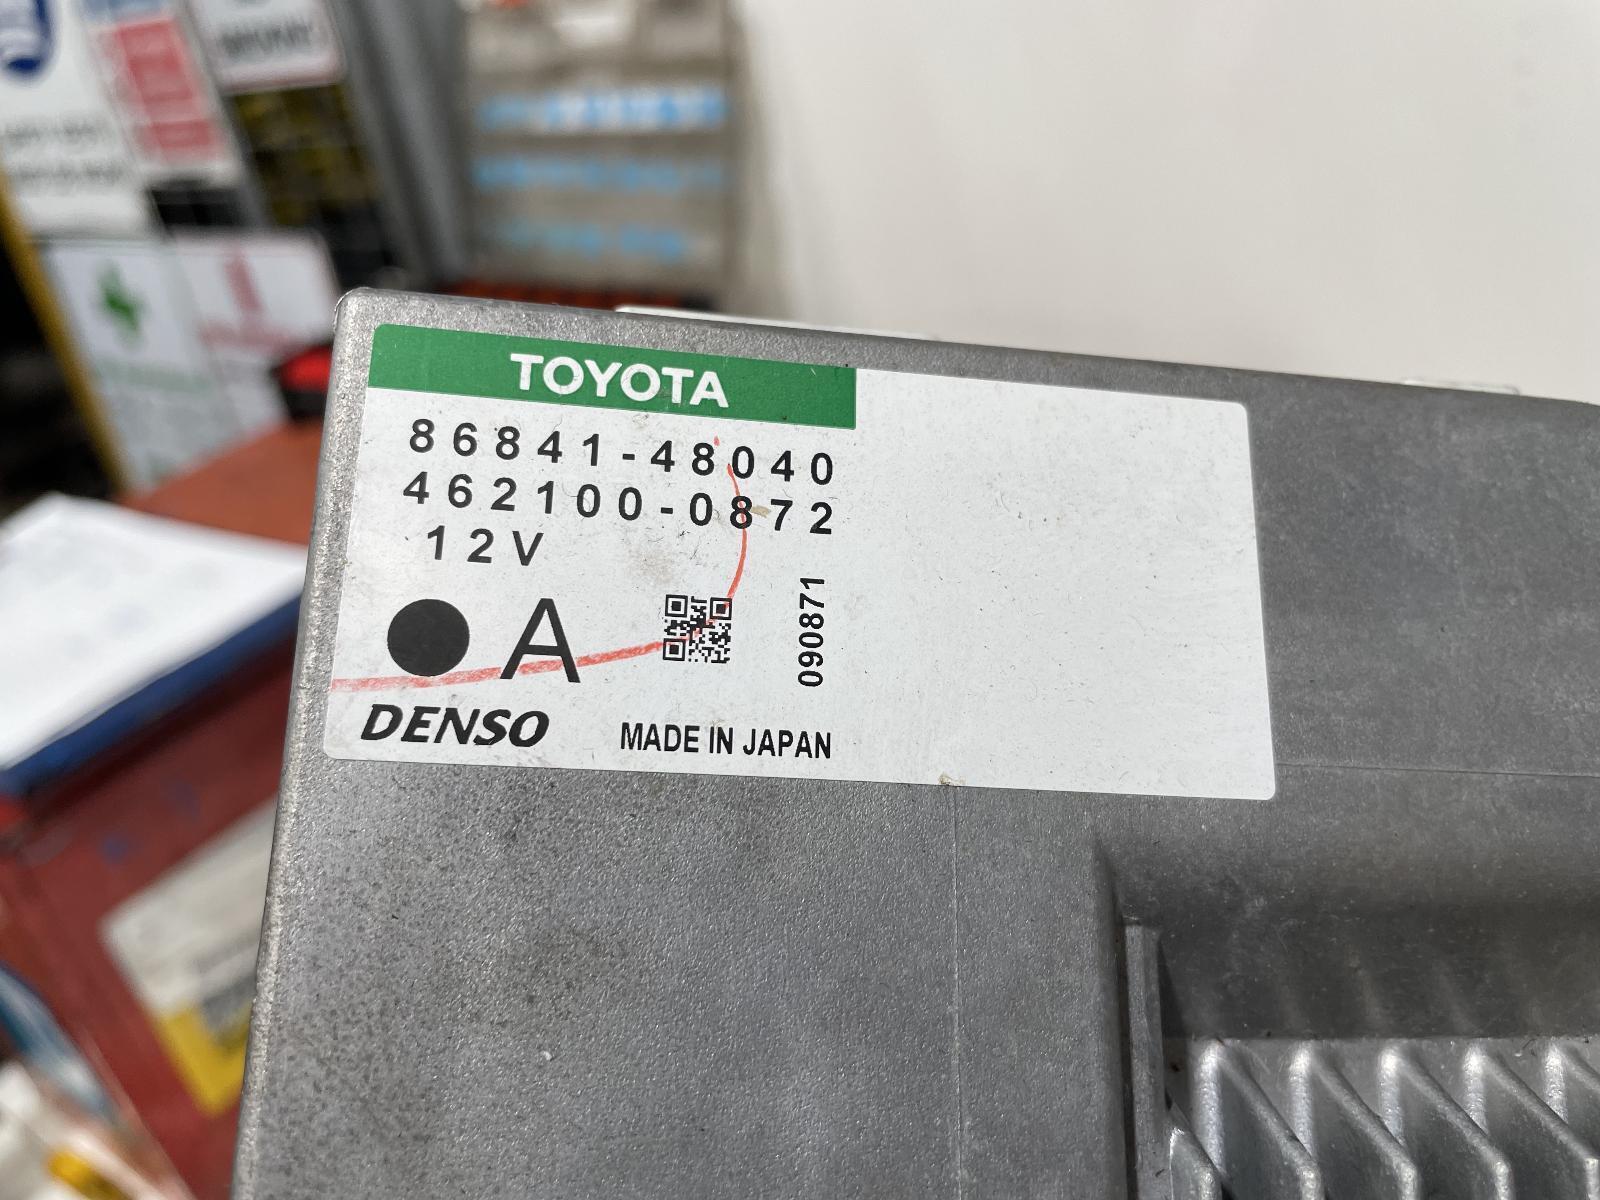 TOYOTA
86841-48040
462100-0872
12V
● A
090871
DENSO
MADE IN JAPAN